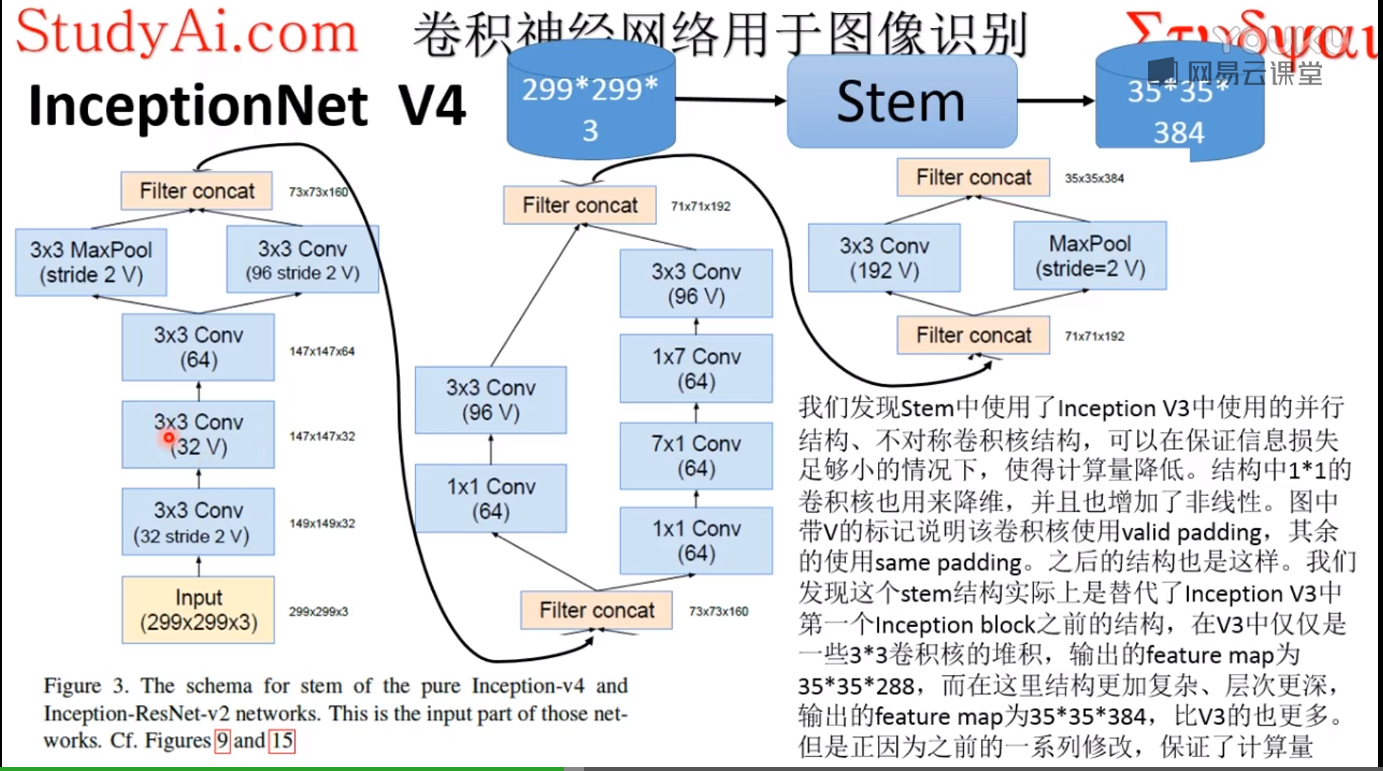 StudyAi.com
卷积神经网络用于图像识别
Στυdψαι
YOUKU
网易云课堂
InceptionNet V4
299*299*
3
Stem
35*35*
384
Filter concat
73x73x160
3x3 MaxPool
(stride 2 V)
3x3 Conv
(96 stride 2 V)
3x3 Conv
(64)
147x147x64
3x3 Conv
(32 V)
147x147x32
3x3 Conv
(32 stride 2 V)
149x149x32
Input
(299x299x3)
299x299x3
Filter concat
71x71x192
3x3 Conv
(96 V)
1x7 Conv
(64)
3x3 Conv
(96 V)
7x1 Conv
(64)
1x1 Conv
(64)
1x1 Conv
(64)
Filter concat
73x73x160
Filter concat
35x35x384
3x3 Conv
(192 V)
MaxPool
(stride=2 V)
Filter concat
71x71x192
Figure 3. The schema for stem of the pure Inception-v4 and
Inception-ResNet-v2 networks. This is the input part of those net-
works. Cf. Figures 9 and 15
我们发现Stem中使用了Inception V3中使用的并行
结构、不对称卷积核结构，可以在保证信息损失
足够小的情况下，使得计算量降低。结构中1*1的
卷积核也用来降维，并且也增加了非线性。图中
带V的标记说明该卷积核使用valid padding，其余
的使用same padding。之后的结构也是这样。我们
发现这个stem结构实际上是替代了Inception V3中
第一个Inception block之前的结构，在V3中仅仅是
一些3*3卷积核的堆积，输出的feature map为
35*35*288，而在这里结构更加复杂、层次更深，
输出的feature map为35*35*384，比V3的也更多。
但是正因为之前的一系列修改，保证了计算量